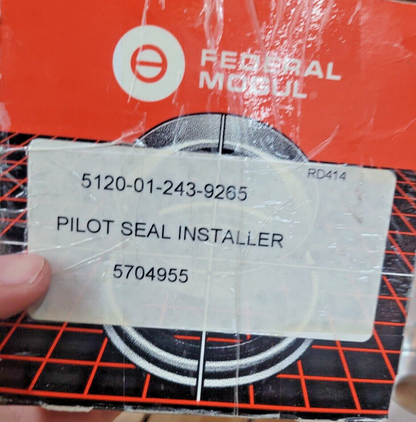 FEDERAL
MOGUL
RD414
5120-01-243-9265
PILOT SEAL INSTALLER
5704955